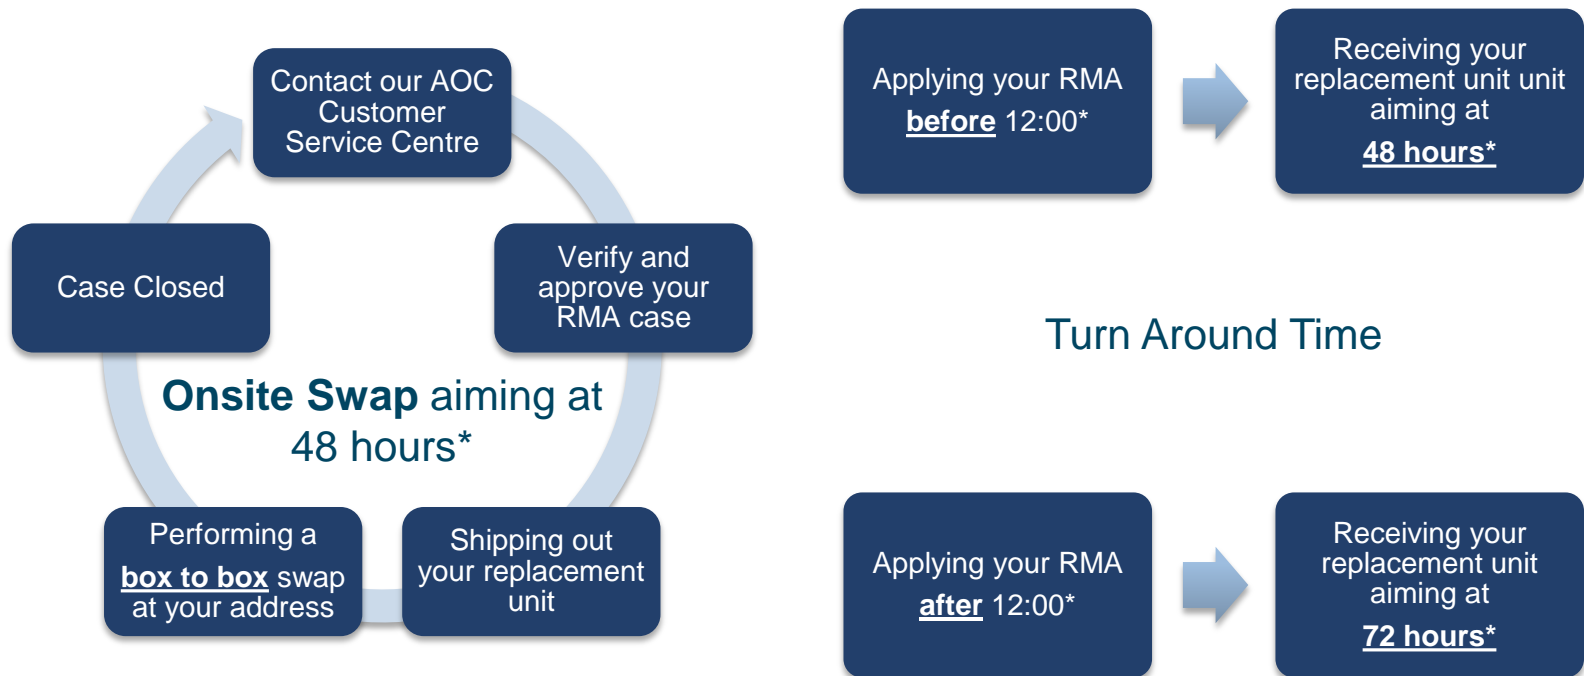 Contact our AOC
Customer
Service Centre
Verify and
approve your
RMA case
Shipping out
your replacement
unit
Performing a
box to box swap
at your address
Case Closed
Onsite Swap aiming at
48 hours*
Applying your RMA
before 12:00*
Receiving your
replacement unit unit
aiming at
48 hours*
Turn Around Time
Applying your RMA
after 12:00*
Receiving your
replacement unit
aiming at
72 hours*